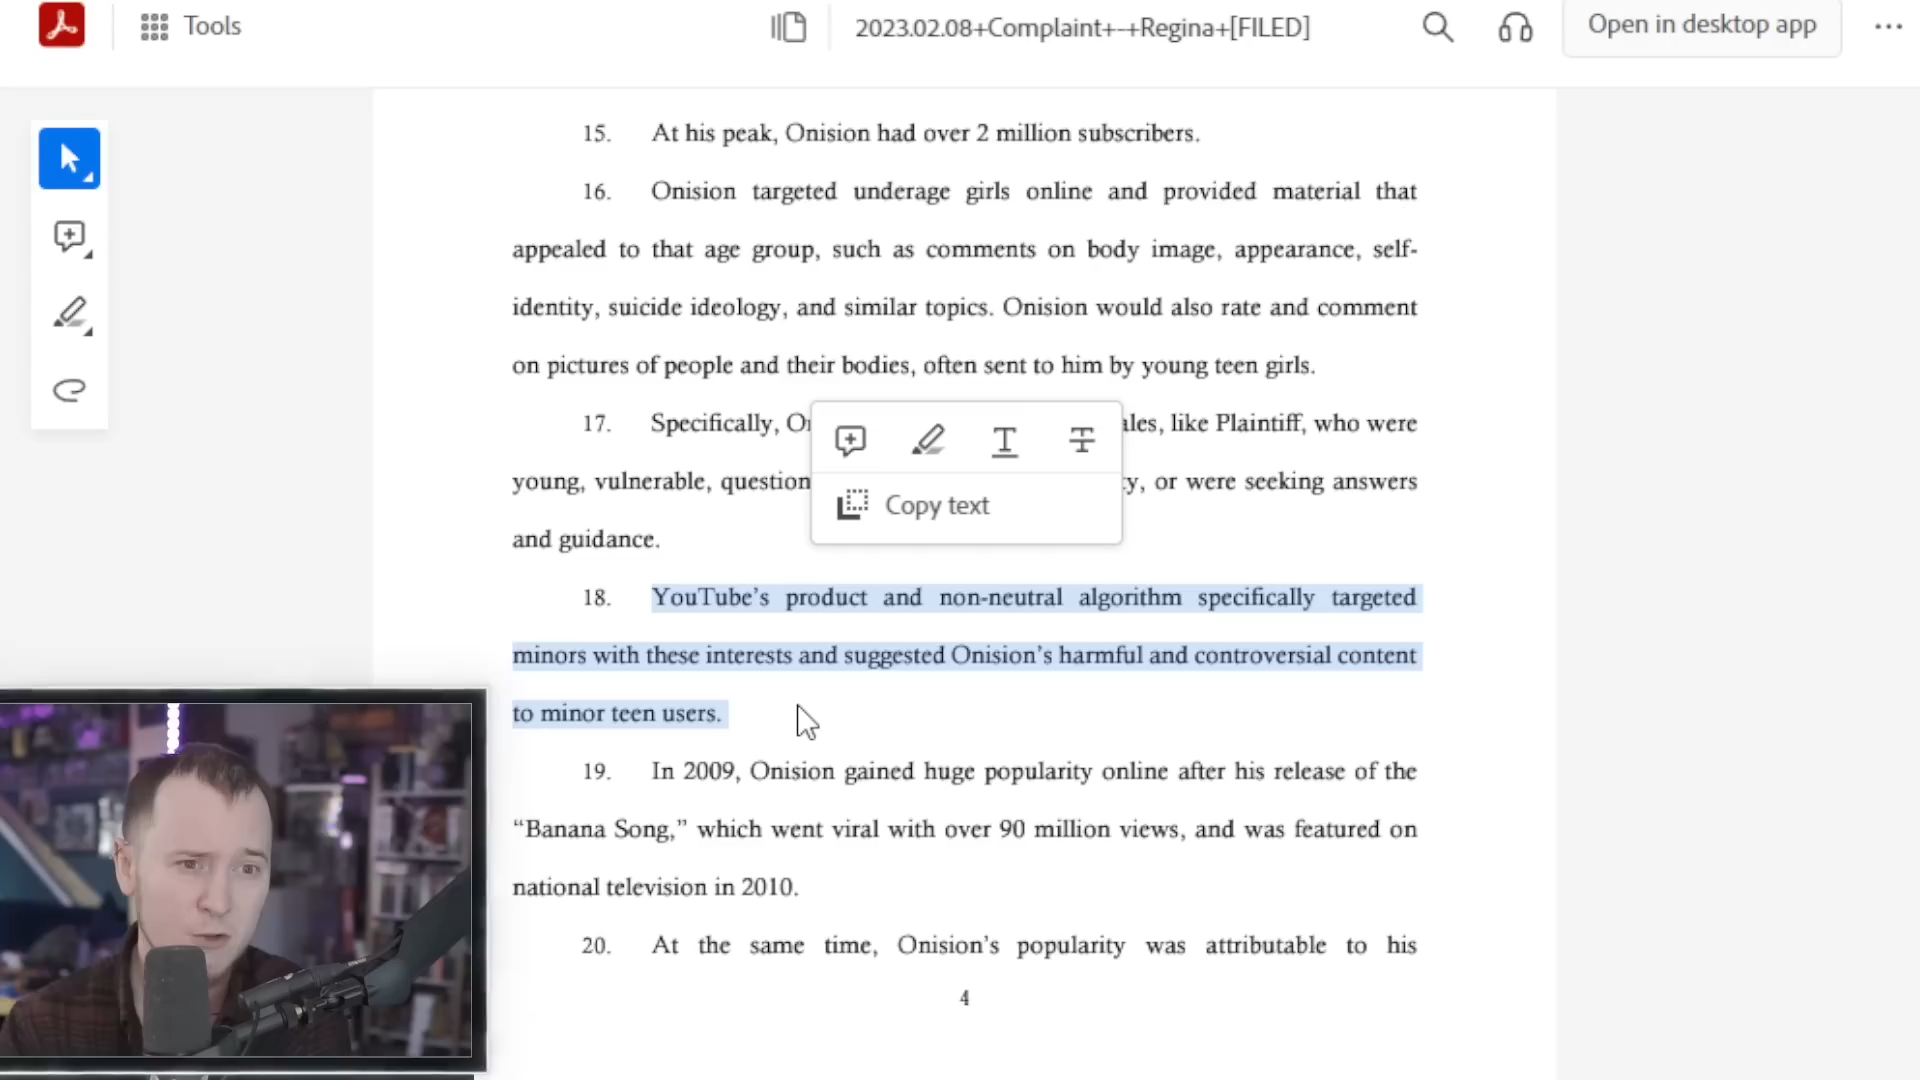 Tools
2023.02.08+Complaint+-+Regina+[FILED]
Open in desktop app
15. At his peak, Onision had over 2 million subscribers.
16. Onision targeted underage girls online and provided material that
appealed to that age group, such as comments on body image, appearance, self-
identity, suicide ideology, and similar topics. Onision would also rate and comment
on pictures of people and their bodies, often sent to him by young teen girls.
17. Specifically, ales, like Plaintiff, who were
young, vulnerable, question y, or were seeking answers
and guidance.
Copy text
18. YouTube’s product and non-neutral algorithm specifically targeted
minors with these interests and suggested Onision’s harmful and controversial content
to minor teen users.
19. In 2009, Onision gained huge popularity online after his release of the
“Banana Song,” which went viral with over 90 million views, and was featured on
national television in 2010.
20. At the same time, Onision’s popularity was attributable to his
4